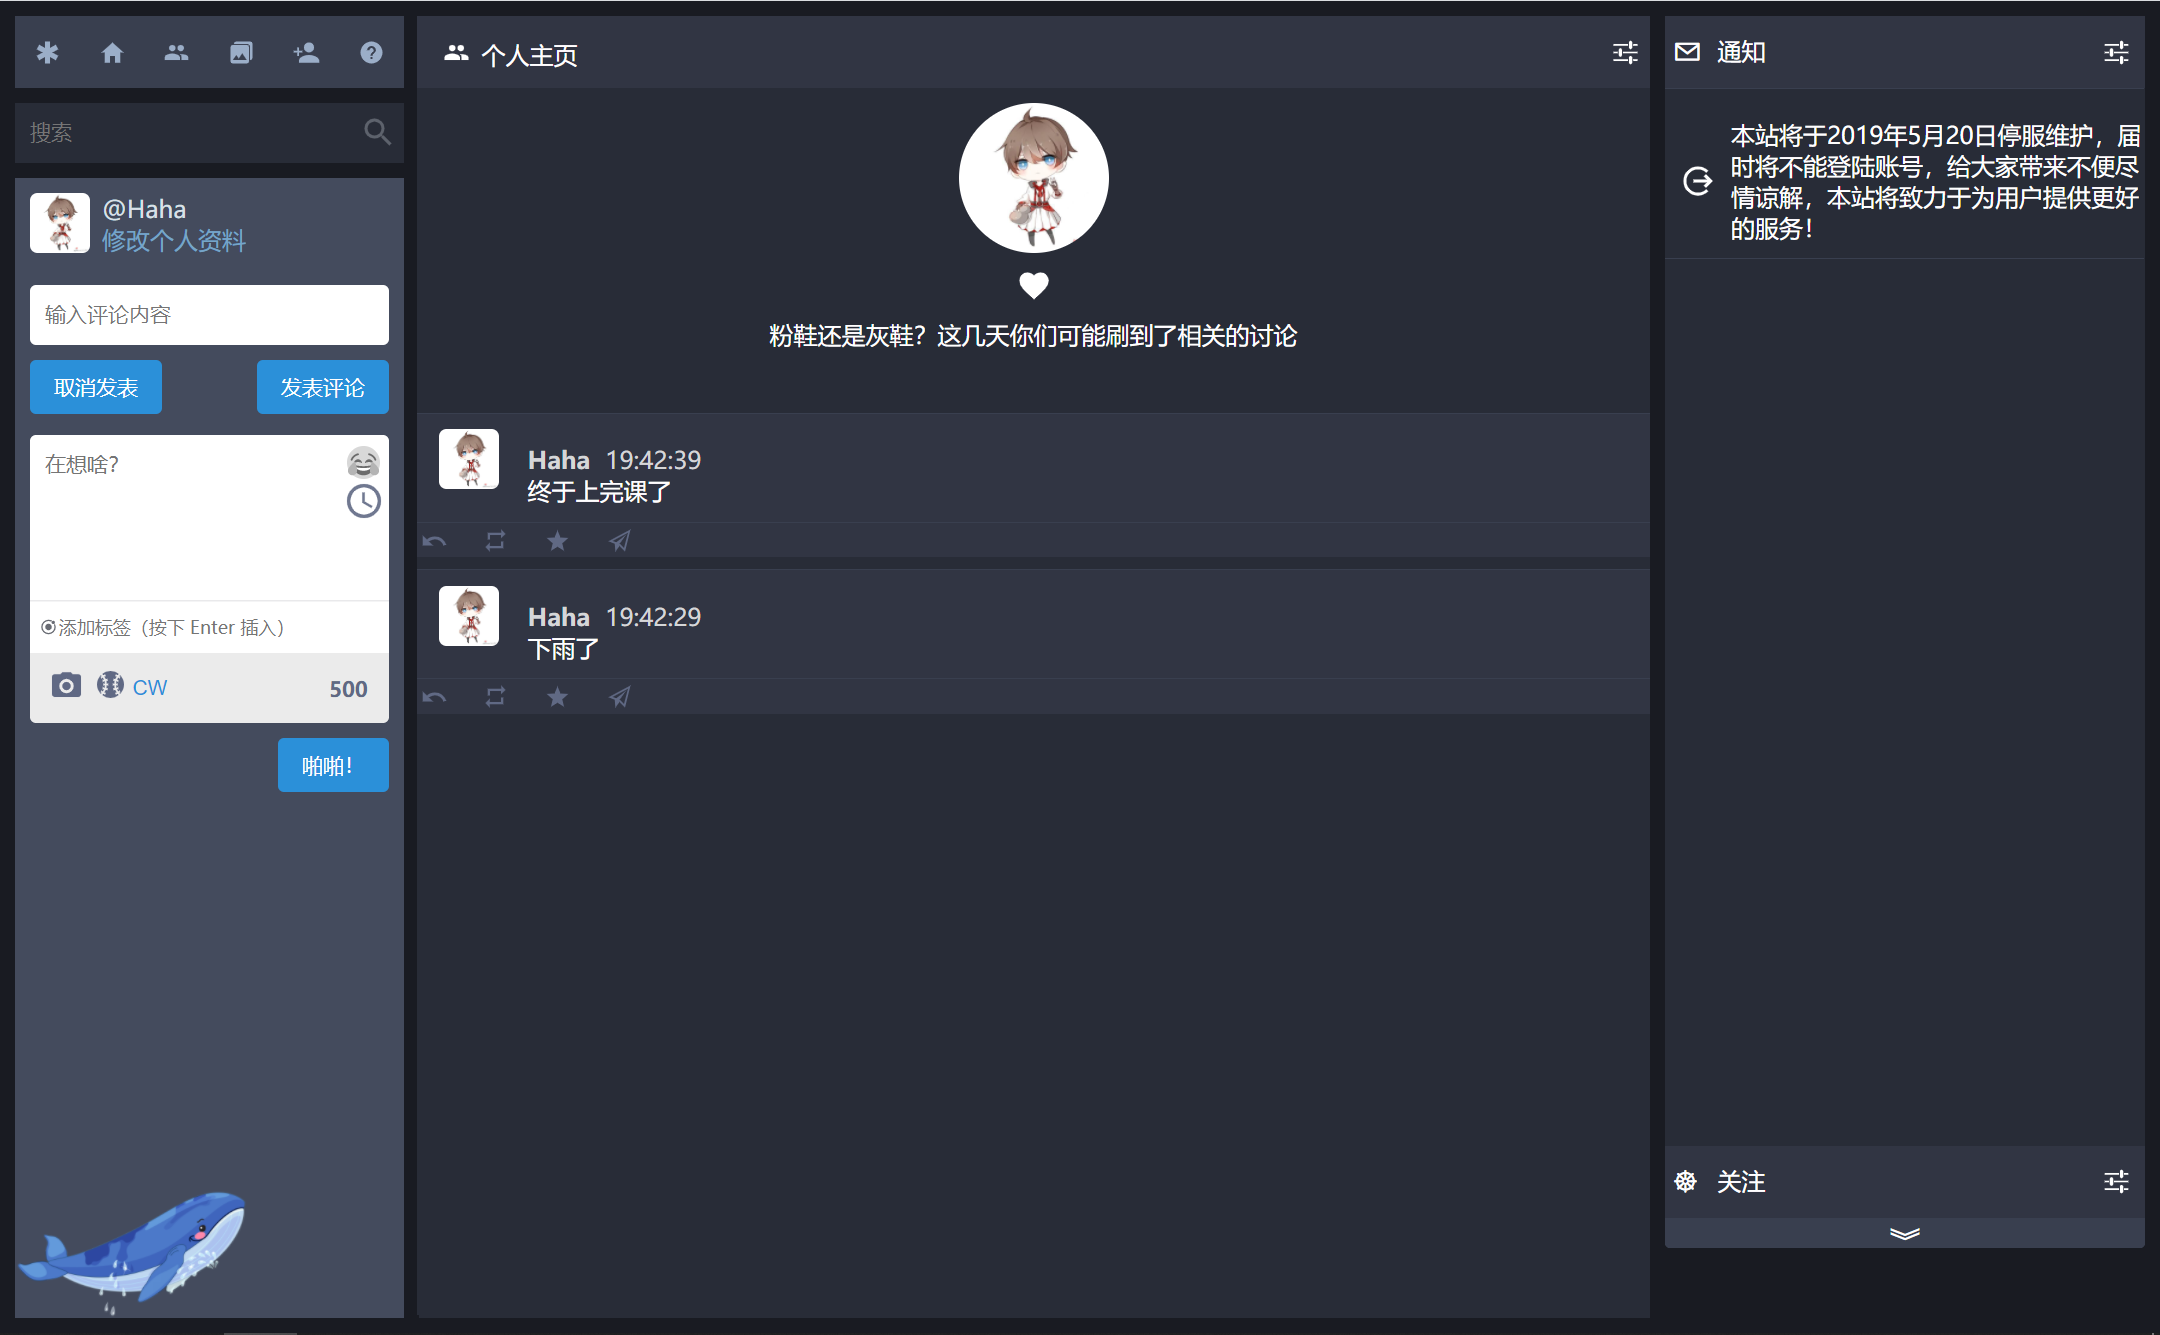 搜索
@Haha
修改个人资料
输入评论内容
取消发表
发表评论
在想啥?
添加标签（按下 Enter 插入）
CW
500
啪啪!
个人主页
粉鞋还是灰鞋？这几天你们可能刷到了相关的讨论
Haha 19:42:39
终于上完课了
Haha 19:42:29
下雨了
通知
本站将于2019年5月20日停服维护，届
时将不能登陆账号，给大家带来不便尽
情谅解，本站将致力于为用户提供更好
的服务！
关注